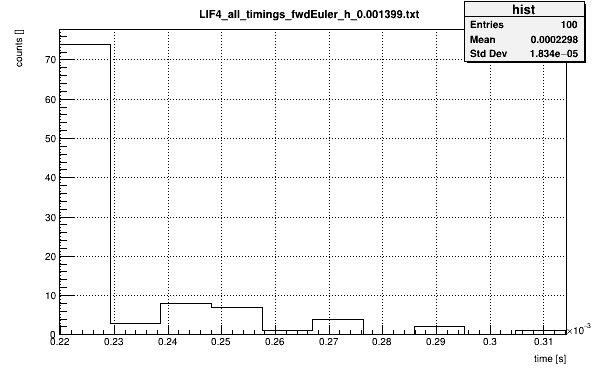 LIF4_all_timings_fwdEuler_h_0.001399.txt
hist
Entries 100
Mean 0.0002298
Std Dev 1.834e−05
counts []
70
60
50
40
30
20
10
0
0.22 0.23 0.24 0.25 0.26 0.27 0.28 0.29 0.3 0.31
×10⁻³
time [s]